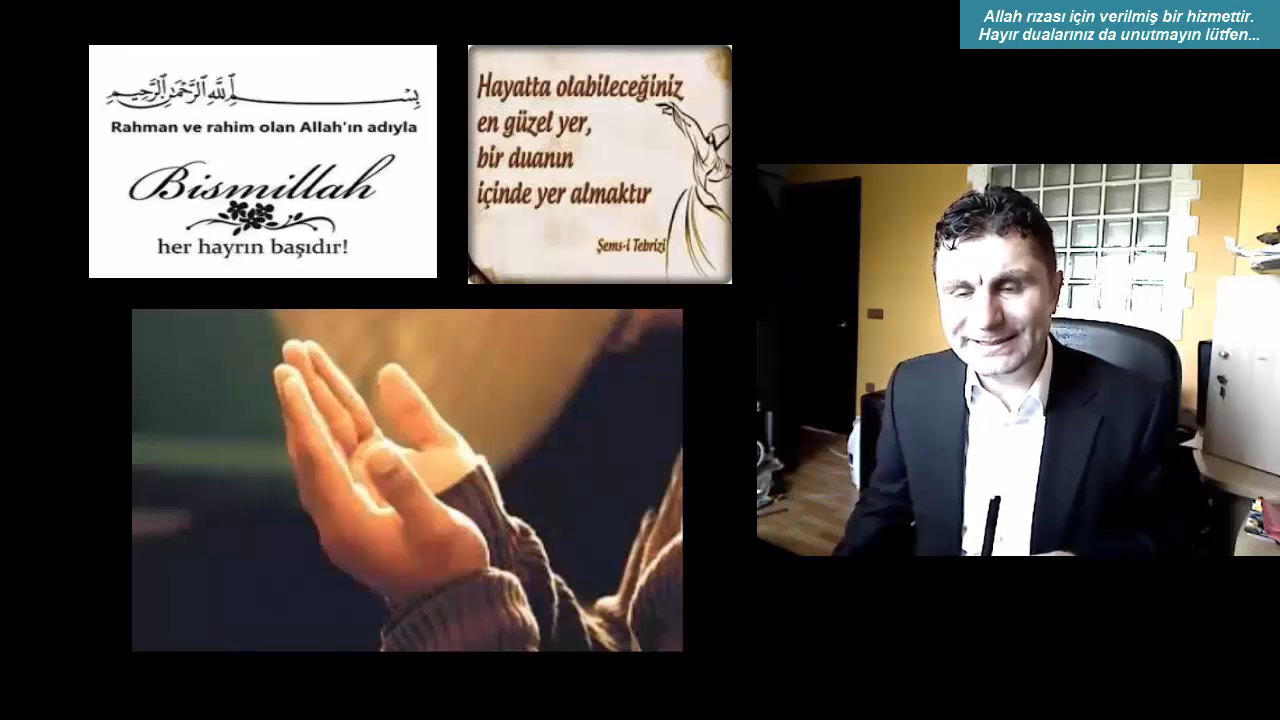 بسم الله الرحمن الرحيم
Rahman ve rahim olan Allah'ın adıyla
Bismillah
her hayrın başıdır!
Hayatta olabileceğiniz
en güzel yer,
bir duanın
içinde yer almaktır
Şems-i Tebrizi
Allah rızası için verilmiş bir hizmettir.
Hayır dualarınız da unutmayın lütfen...